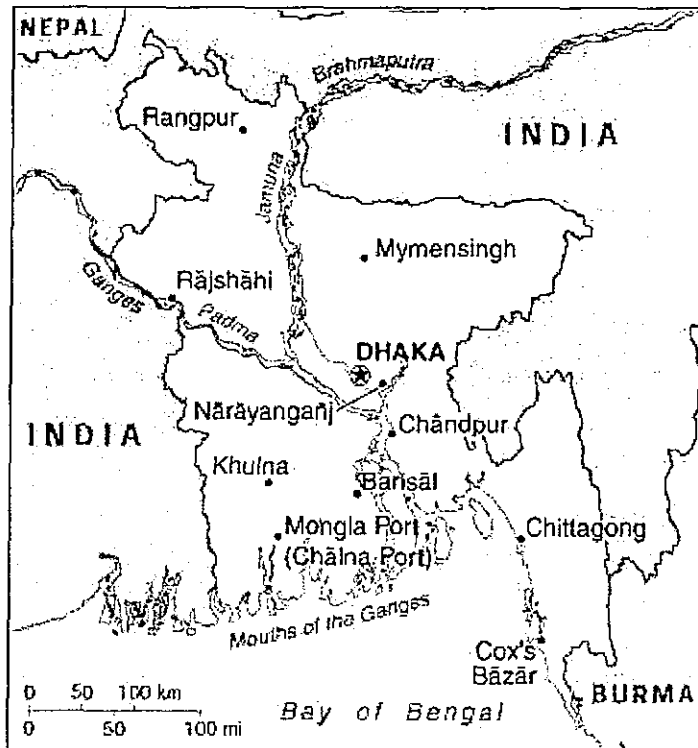 NEPAL
Brahmaputra
Rangpur
INDIA
Jamuna
Mymensingh
Ganges
Rājshāhi
Padma
DHAKA
Nārāyanganj
INDIA
Chāndpur
Khulna
Barisāl
Mongla Port
(Chālna Port)
Chittagong
Mouths of the Ganges
Cox's
Bāzār
BURMA
0 50 100 km
0 50 100 mi
Bay of Bengal